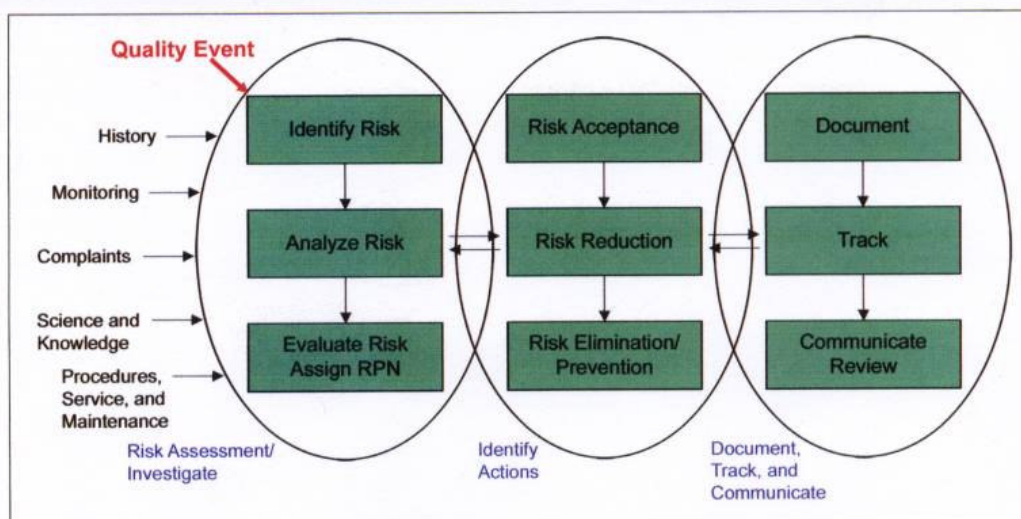 Quality Event
History
Monitoring
Complaints
Science and
Knowledge
Procedures,
Service, and
Maintenance
Identify Risk
Analyze Risk
Evaluate Risk
Assign RPN
Risk Assessment/
Investigate
Risk Acceptance
Risk Reduction
Risk Elimination/
Prevention
Identify
Actions
Document
Track
Communicate
Review
Document,
Track, and
Communicate